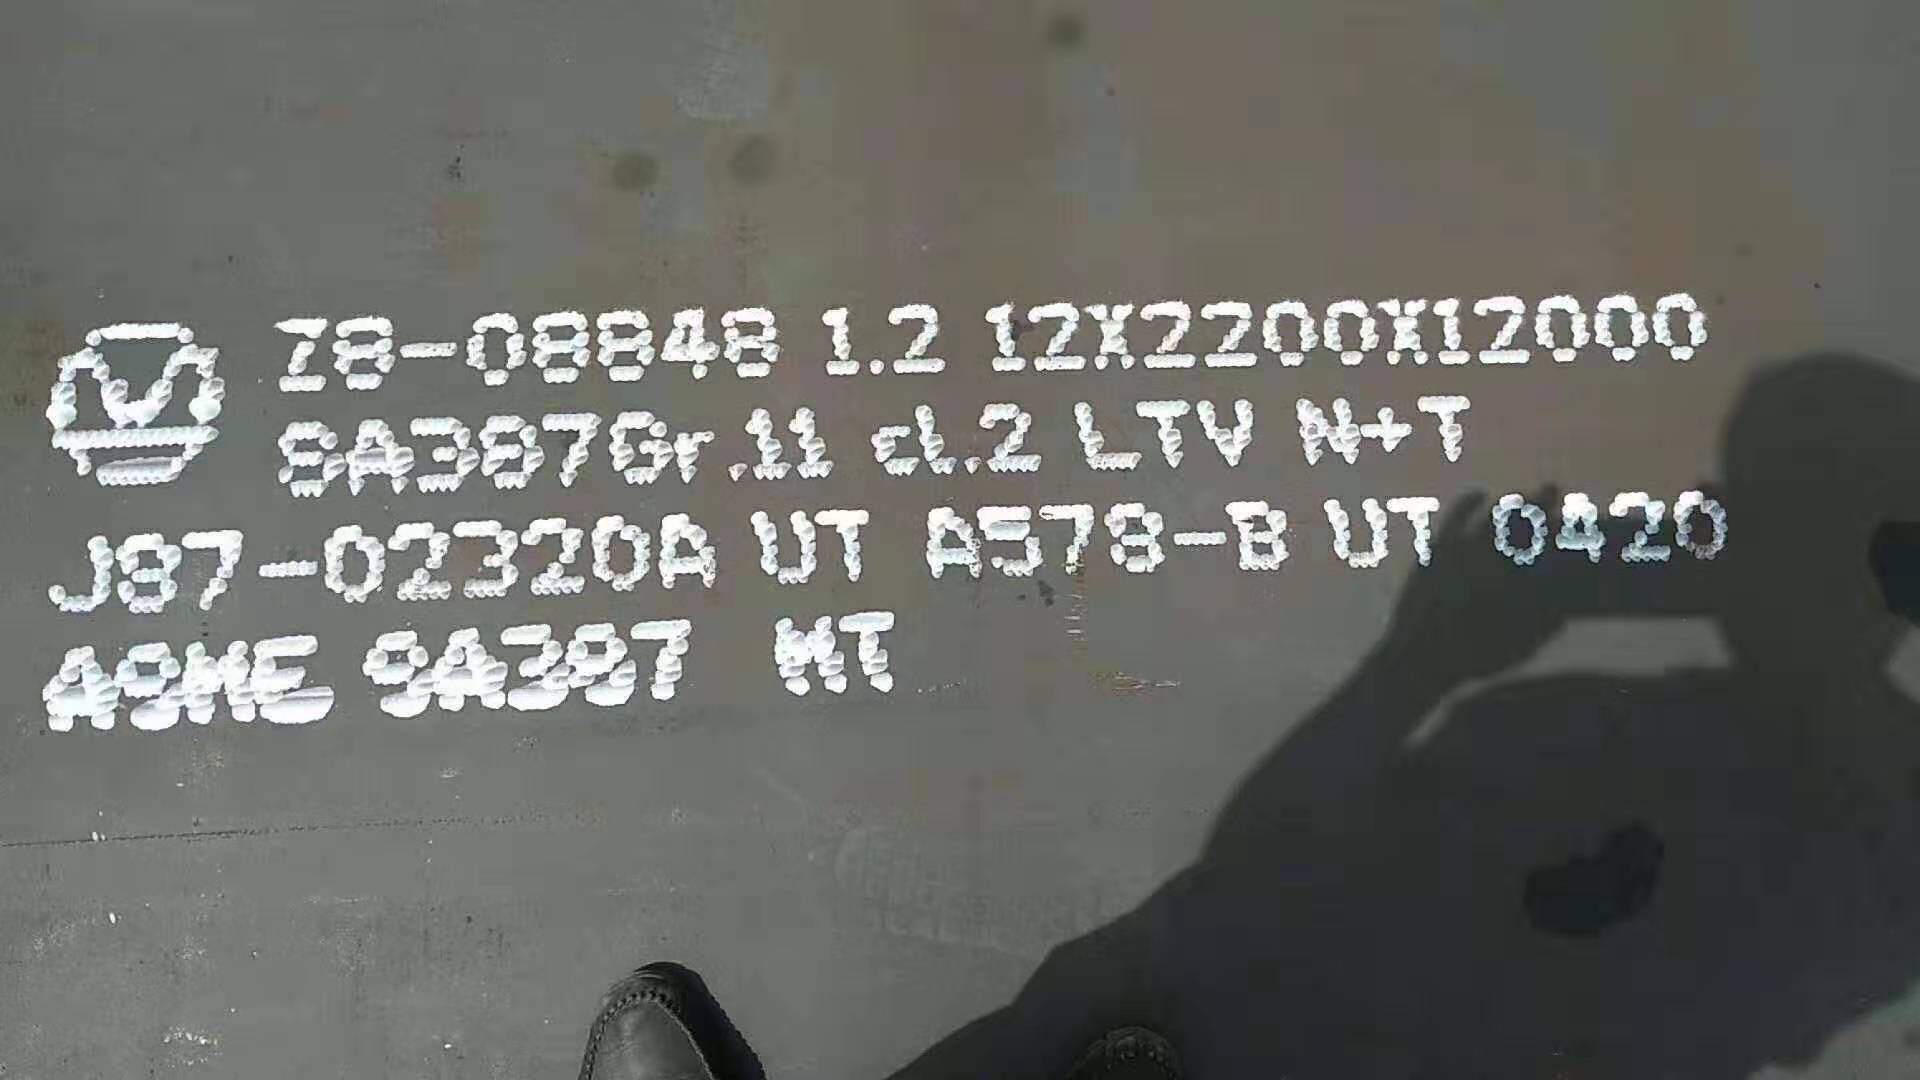 Z8-08848 1.2 12X2200X12000
SA387Gr.11 cl.2 LTV N+T
J87-02320A UT A578-B UT 0420
ASME SA387 MT